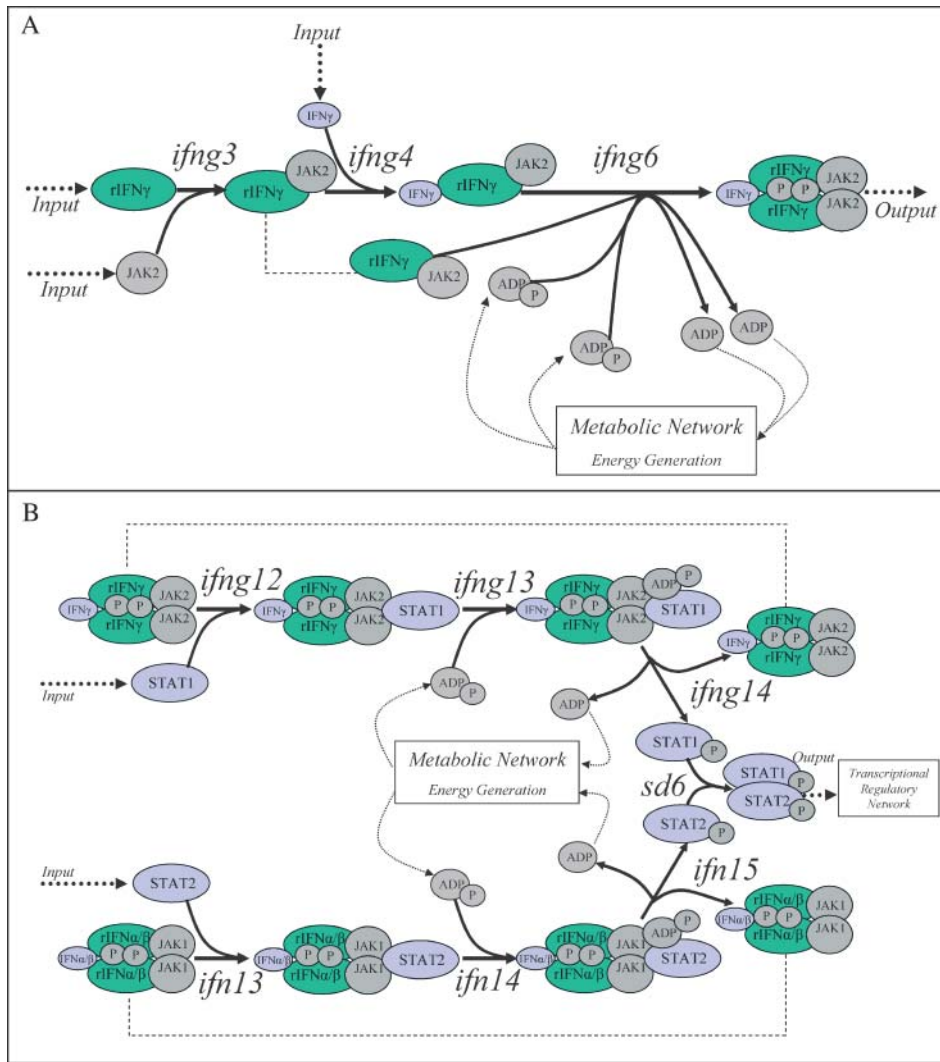 A
Input
IFNγ
ifng3
ifng4
ifng6
JAK2
JAK2
rIFNγ
rIFNγ
IFNγ
rIFNγ
IFNγ
rIFNγ
JAK2
P
P
rIFNγ
JAK2
Input
Output
rIFNγ
JAK2
JAK2
Input
ADP
P
ADP
P
ADP
ADP
Metabolic Network
Energy Generation
B
ifng12
ifng13
IFNγ
rIFNγ
P
P
rIFNγ
JAK2
JAK2
IFNγ
rIFNγ
P
P
rIFNγ
JAK2
JAK2
STAT1
IFNγ
rIFNγ
P
P
rIFNγ
JAK2
JAK2
ADP
P
STAT1
IFNγ
rIFNγ
P
P
rIFNγ
JAK2
JAK2
Input
STAT1
ADP
P
ADP
ifng14
STAT1
P
Metabolic Network
Energy Generation
sd6
STAT1
P
STAT2
P
Output
Transcriptional
Regulatory
Network
STAT2
P
Input
STAT2
ADP
P
ADP
ifn15
IFNα/β
rIFNα/β
P
P
rIFNα/β
JAK1
JAK1
IFNα/β
rIFNα/β
P
P
rIFNα/β
JAK1
JAK1
STAT2
IFNα/β
rIFNα/β
P
P
rIFNα/β
JAK1
JAK1
ADP
P
STAT2
IFNα/β
rIFNα/β
P
P
rIFNα/β
JAK1
JAK1
ifn13
ifn14